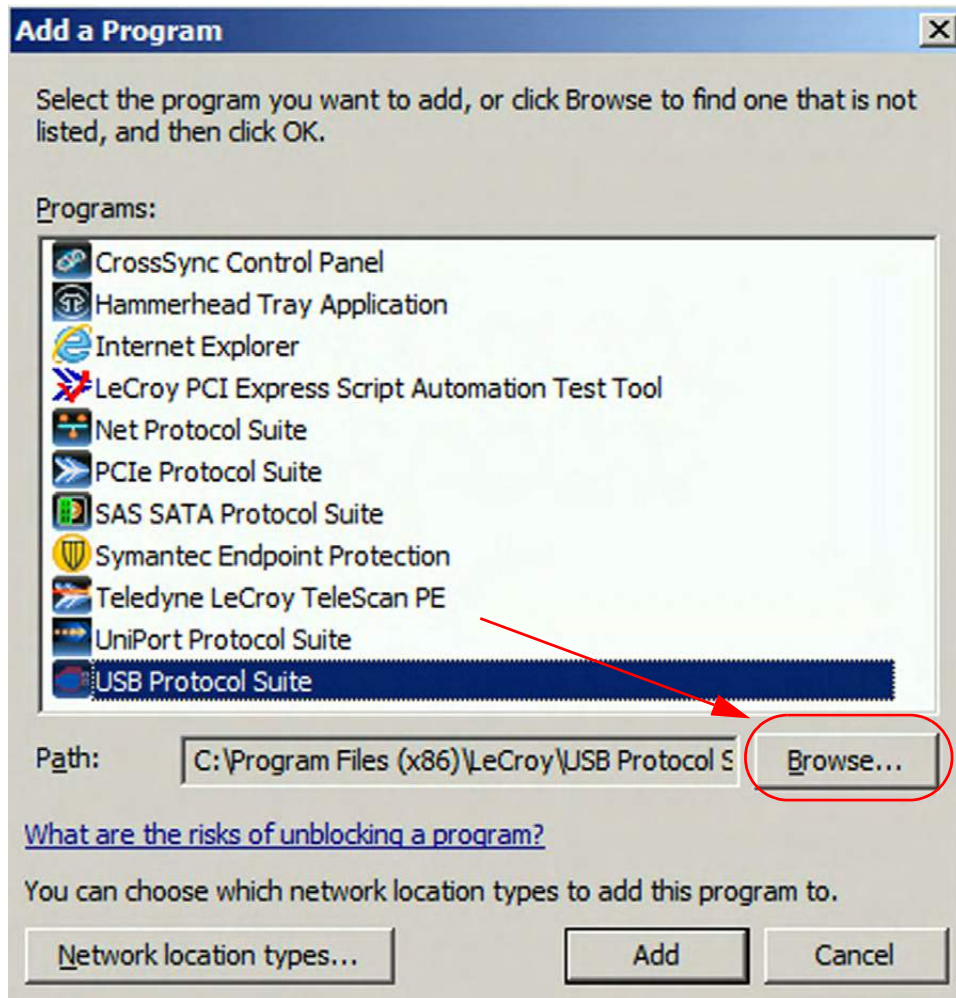 Add a Program
Select the program you want to add, or click Browse to find one that is not
listed, and then click OK.
Programs:
CrossSync Control Panel
Hammerhead Tray Application
Internet Explorer
LeCroy PCI Express Script Automation Test Tool
Net Protocol Suite
PCIe Protocol Suite
SAS SATA Protocol Suite
Symantec Endpoint Protection
Teledyne LeCroy TeleScan PE
UniPort Protocol Suite
USB Protocol Suite
Path: C:\Program Files (x86)\LeCroy\USB Protocol S Browse...
What are the risks of unblocking a program?
You can choose which network location types to add this program to.
Network location types... Add Cancel